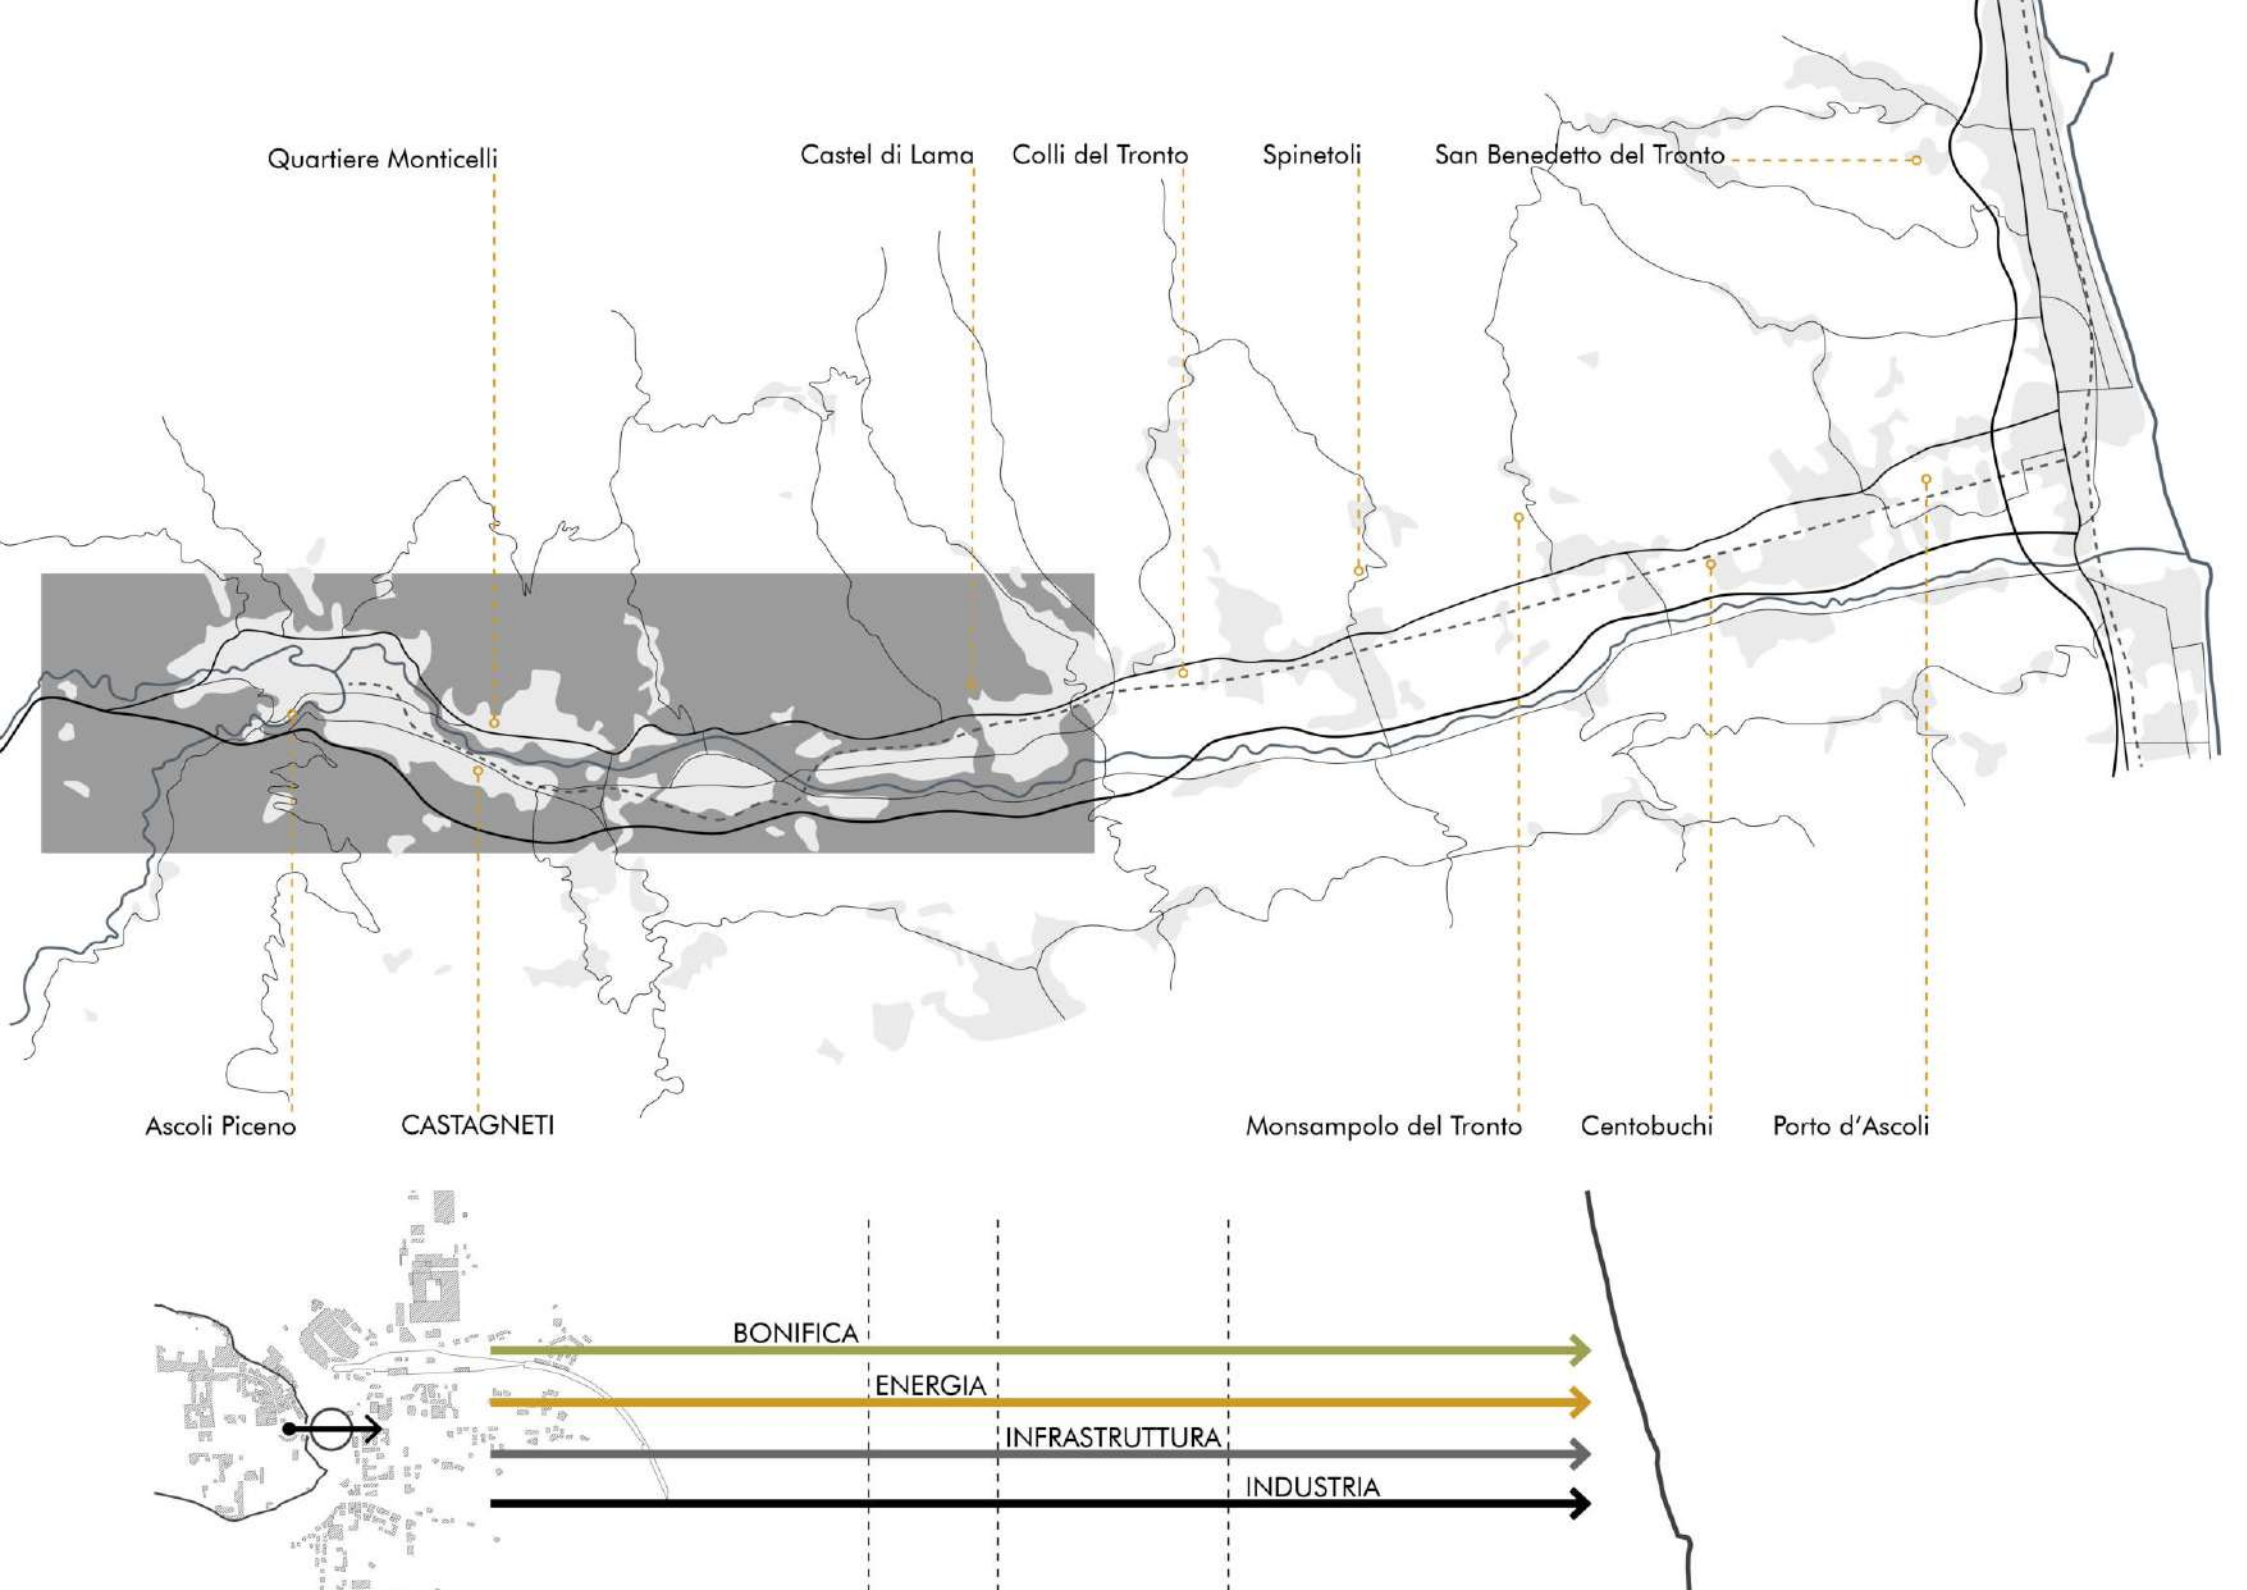 Quartiere Monticelli
Castel di Lama
Colli del Tronto
Spinetoli
San Benedetto del Tronto
Ascoli Piceno
CASTAGNETI
Monsampolo del Tronto
Centobuchi
Porto d'Ascoli
BONIFICA
ENERGIA
INFRASTRUTTURA
INDUSTRIA